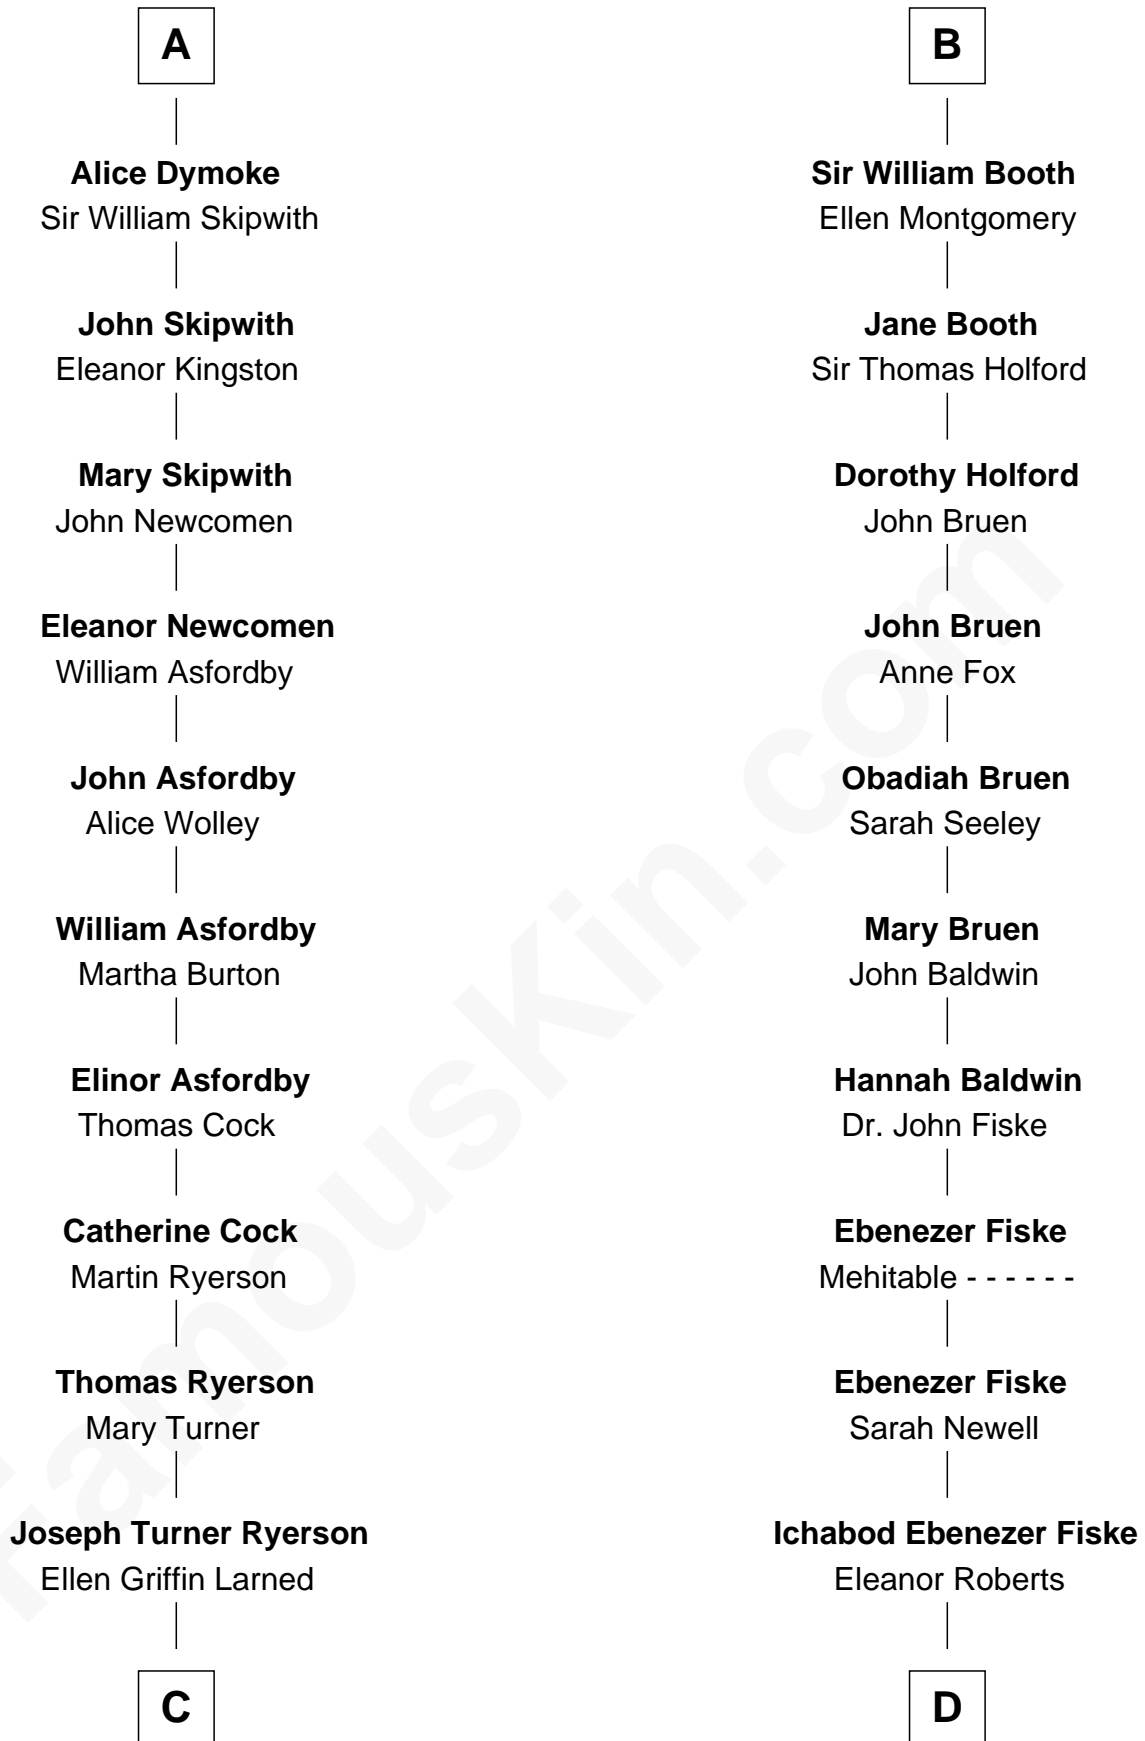 A
Alice Dymoke
Sir William Skipwith
John Skipwith
Eleanor Kingston
Mary Skipwith
John Newcomen
Eleanor Newcomen
William Asfordby
John Asfordby
Alice Wolley
William Asfordby
Martha Burton
Elinor Asfordby
Thomas Cock
Catherine Cock
Martin Ryerson
Thomas Ryerson
Mary Turner
Joseph Turner Ryerson
Ellen Griffin Larned
C
B
Sir William Booth
Ellen Montgomery
Jane Booth
Sir Thomas Holford
Dorothy Holford
John Bruen
John Bruen
Anne Fox
Obadiah Bruen
Sarah Seeley
Mary Bruen
John Baldwin
Hannah Baldwin
Dr. John Fiske
Ebenezer Fiske
Mehitable - - - - - -
Ebenezer Fiske
Sarah Newell
Ichabod Ebenezer Fiske
Eleanor Roberts
D
FamousKin.com